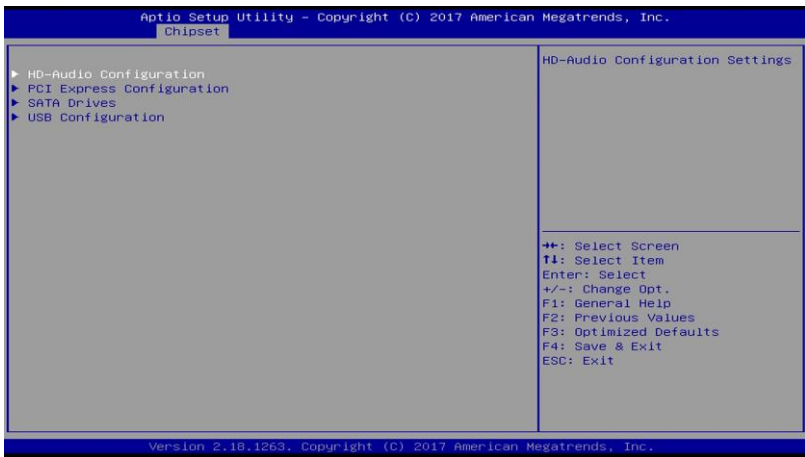 Aptio Setup Utility – Copyright (C) 2017 American Megatrends, Inc.
Chipset
► HD-Audio Configuration
► PCI Express Configuration
► SATA Drives
► USB Configuration
HD-Audio Configuration Settings
→←: Select Screen
↑↓: Select Item
Enter: Select
+/-: Change Opt.
F1: General Help
F2: Previous Values
F3: Optimized Defaults
F4: Save & Exit
ESC: Exit
Version 2.18.1263. Copyright (C) 2017 American Megatrends, Inc.